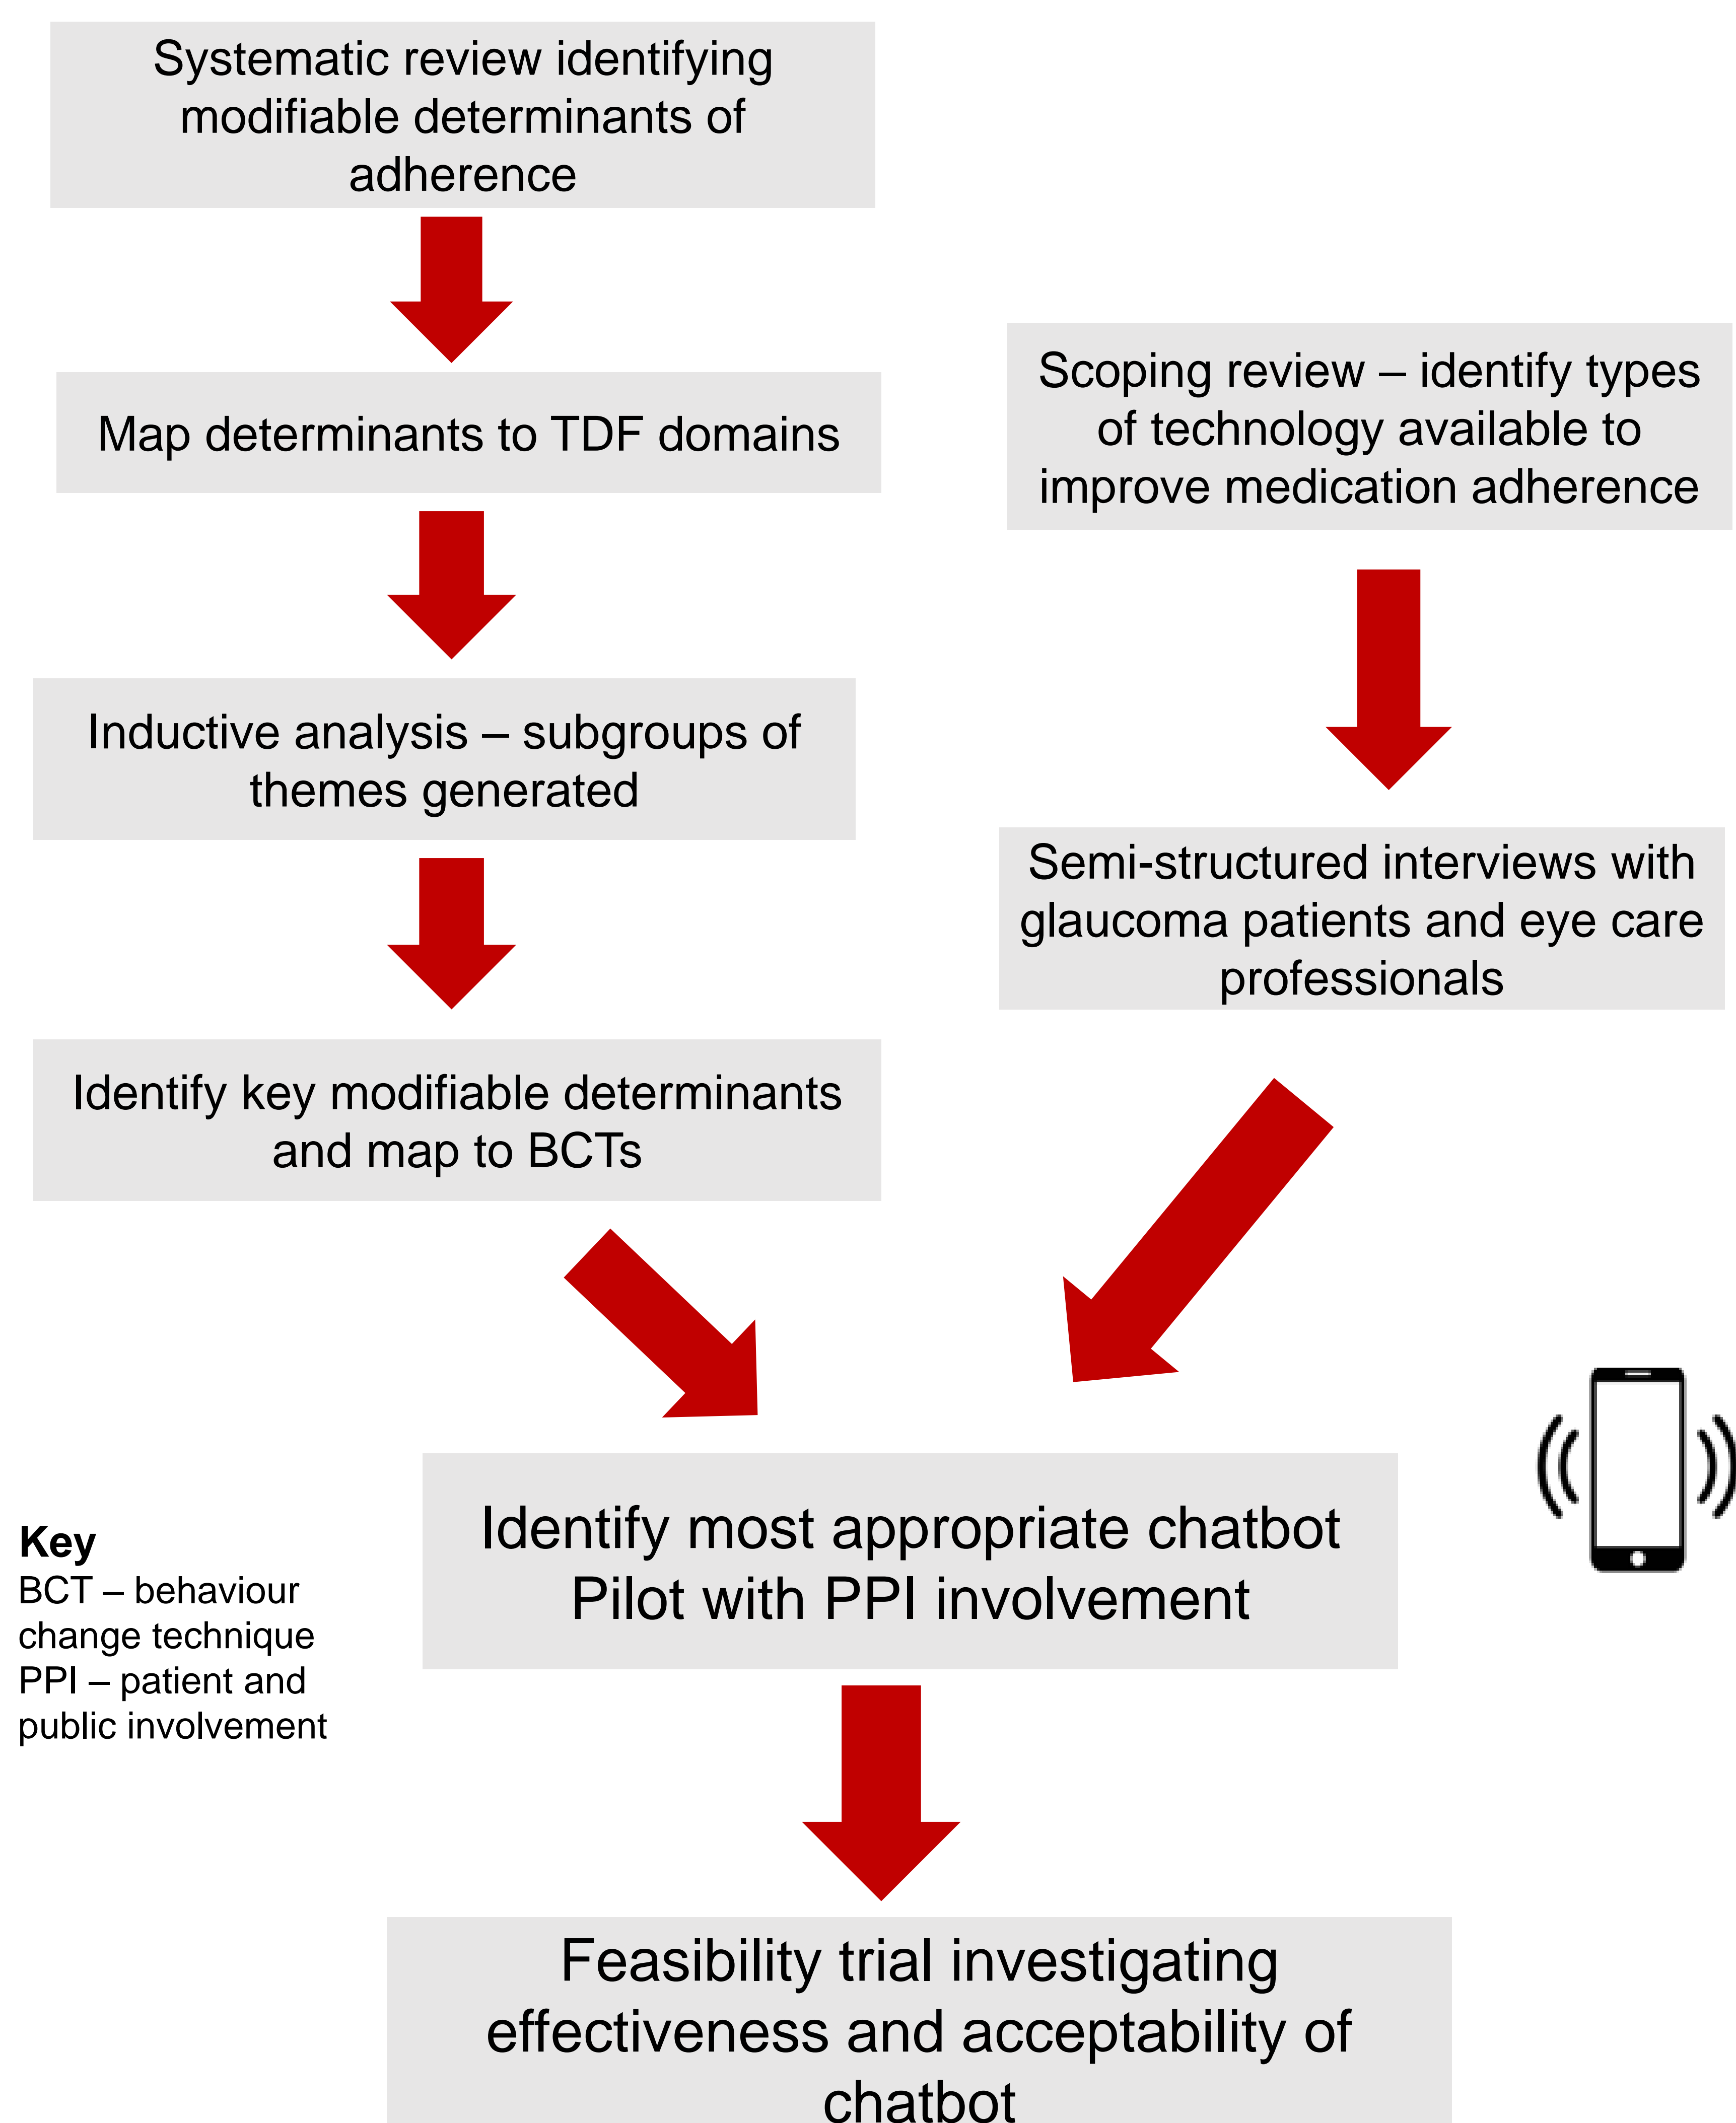 Systematic review identifying
modifiable determinants of
adherence
Map determinants to TDF domains
Inductive analysis – subgroups of
themes generated
Identify key modifiable determinants
and map to BCTs
Scoping review – identify types
of technology available to
improve medication adherence
Semi-structured interviews with
glaucoma patients and eye care
professionals
Identify most appropriate chatbot
Pilot with PPI involvement
Key
BCT – behaviour
change technique
PPI – patient and
public involvement
Feasibility trial investigating
effectiveness and acceptability of
chatbot